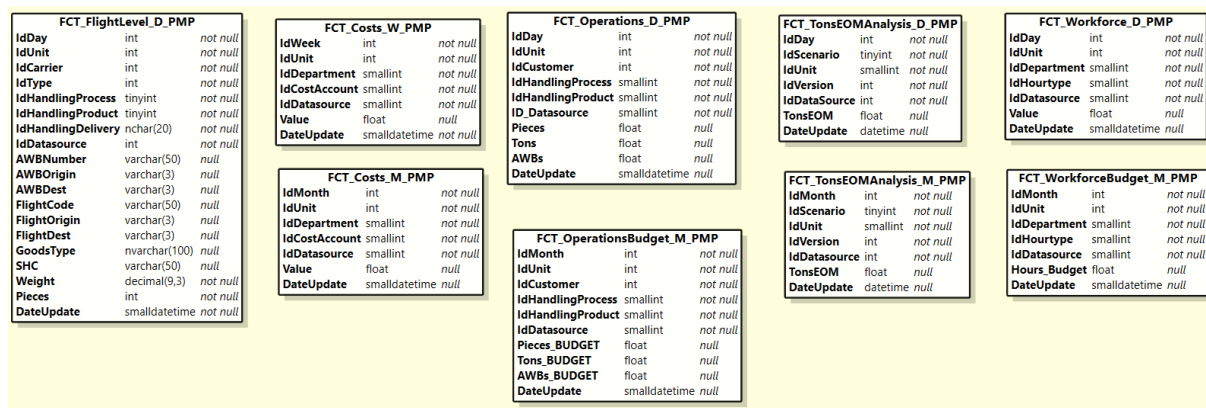 FCT_FlightLevel_D_PMP
IdDay int not null
IdUnit int not null
IdCarrier int not null
IdType int not null
IdHandlingProcess tinyint not null
IdHandlingProduct tinyint not null
IdHandlingDelivery nchar(20) not null
IdDatasource int not null
AWBNumber varchar(50) null
AWBOrigin varchar(3) null
AWBDest varchar(3) null
FlightCode varchar(50) null
FlightOrigin varchar(3) null
FlightDest varchar(3) null
GoodsType nvarchar(100) null
SHC varchar(50) null
Weight decimal(9,3) not null
Pieces int not null
DateUpdate smalldatetime not null
FCT_Costs_W_PMP
IdWeek int not null
IdUnit int not null
IdDepartment smallint not null
IdCostAccount smallint not null
IdDatasource smallint not null
Value float null
DateUpdate smalldatetime not null
FCT_Costs_M_PMP
IdMonth int not null
IdUnit int not null
IdDepartment smallint not null
IdCostAccount smallint not null
IdDatasource smallint not null
Value float null
DateUpdate smalldatetime null
FCT_Operations_D_PMP
IdDay int not null
IdUnit int not null
IdCustomer int not null
IdHandlingProcess smallint not null
IdHandlingProduct smallint not null
ID_Datasource smallint not null
Pieces float null
Tons float null
AWBs float null
DateUpdate smalldatetime null
FCT_OperationsBudget_M_PMP
IdMonth int not null
IdUnit int not null
IdCustomer int not null
IdHandlingProcess smallint not null
IdHandlingProduct smallint not null
IdDatasource smallint not null
Pieces_BUDGET float null
Tons_BUDGET float null
AWBs_BUDGET float null
DateUpdate smalldatetime null
FCT_TonsEOMAnalysis_D_PMP
IdDay int not null
IdScenario tinyint not null
IdUnit smallint not null
IdVersion int not null
IdDataSource int not null
TonsEOM float null
DateUpdate datetime null
FCT_TonsEOMAnalysis_M_PMP
IdMonth int not null
IdScenario tinyint not null
IdUnit smallint not null
IdVersion int not null
IdDatasource int not null
TonsEOM float null
DateUpdate datetime null
FCT_Workforce_D_PMP
IdDay int not null
IdUnit int not null
IdDepartment smallint not null
IdHourtype smallint not null
IdDatasource smallint not null
Value float null
DateUpdate smalldatetime null
FCT_WorkforceBudget_M_PMP
IdMonth int not null
IdUnit int not null
IdDepartment smallint not null
IdHourtype smallint not null
IdDatasource smallint not null
Hours_Budget float null
DateUpdate smalldatetime null